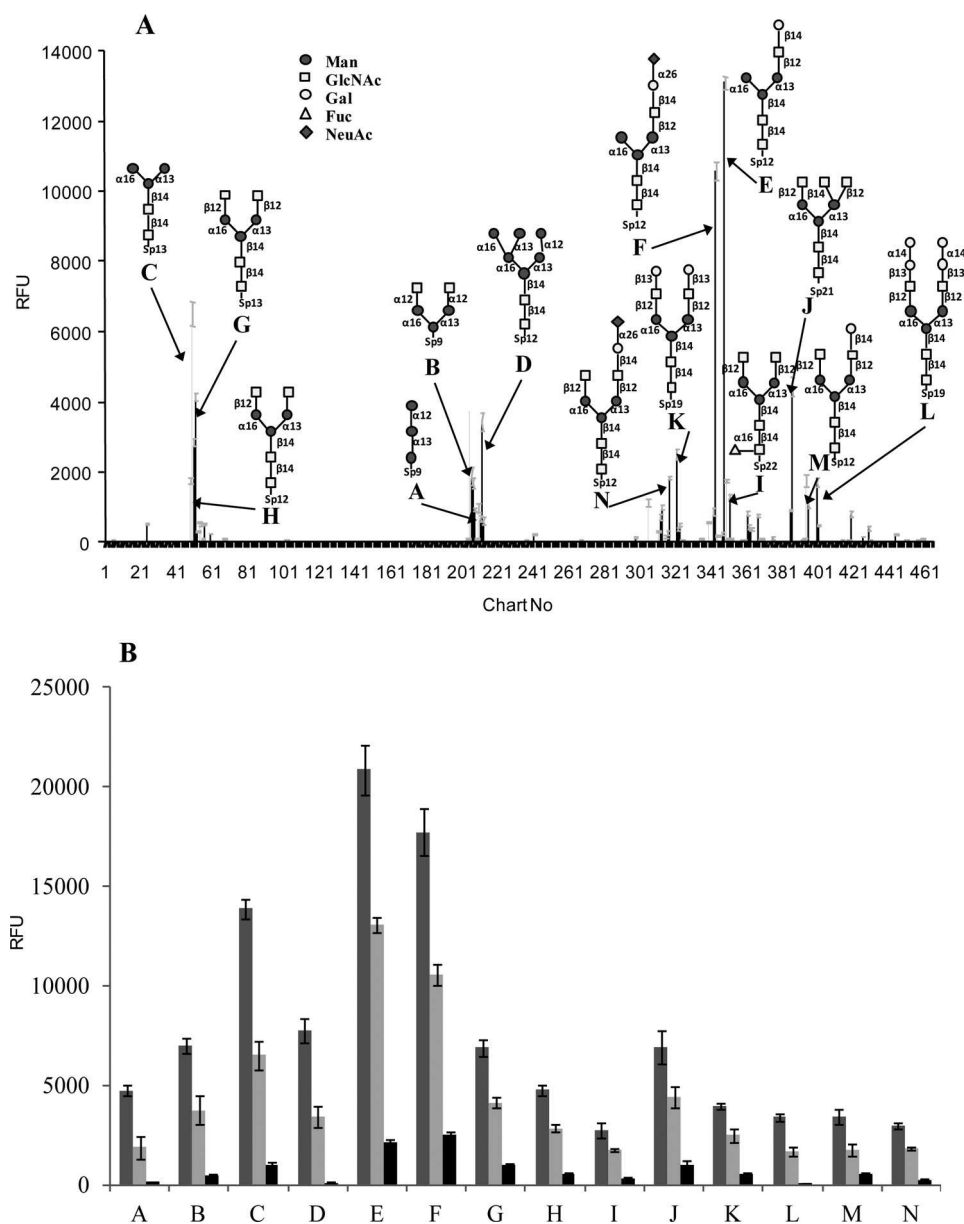 A
14000
12000
10000
8000
6000
4000
2000
0
RFU
Man
GlcNAc
Gal
Fuc
NeuAc
α16 α13
β14
β14
Sp13
C
β12 β12
α16 α13
β14
β14
Sp13
G
β12
α16 α13
β14
β14
Sp12
H
α12
α13
Sp9
A
α12 α12
α16 α13
Sp9
B
α16 α13 α12
α16 α13
β14
β14
Sp12
D
α26
β14
β12
α16 α13
β14
β14
Sp12
F
β14
β12
α16 α13
β14
β14
Sp12
E
α26
β14
β12 β12
α16 α13
β14
β14
Sp12
N
β13 β13
β12 β12
α16 α13
β14
β14
Sp19
K
β12 β14 β12
α16 α13
β14
β14
Sp21
J
β12 β12
α16 α13
β14
β14
α16
Sp22
I
β14
β12 β12
α16 α13
β14
β14
Sp12
M
α14 α14
β13 β13
β12 β12
α16 α13
β14
β14
Sp19
L
1 21 41 61 81 101 121 141 161 181 201 221 241 261 281 301 321 341 361 381 401 421 441 461
Chart No
B
25000
20000
15000
10000
5000
0
RFU
A B C D E F G H I J K L M N